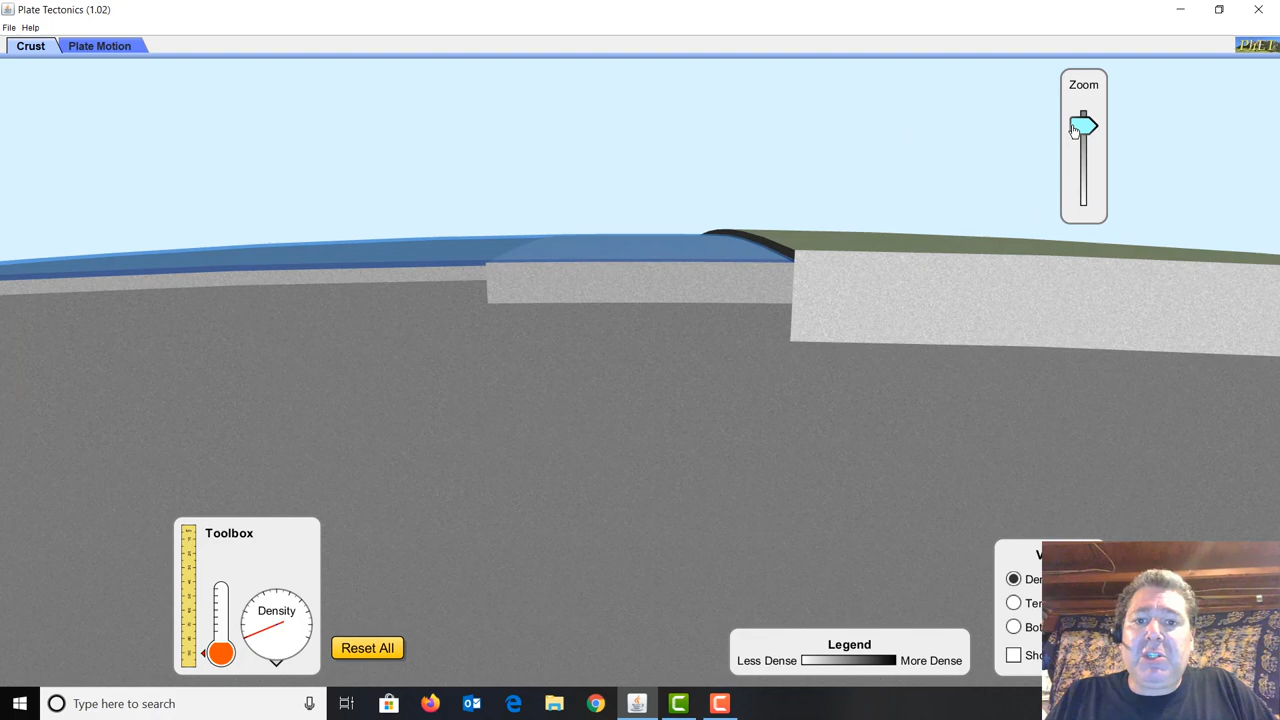 Plate Tectonics (1.02)
File Help
Crust Plate Motion PhET
Zoom
Toolbox
Density
Reset All
Legend
Less Dense More Dense
Type here to search